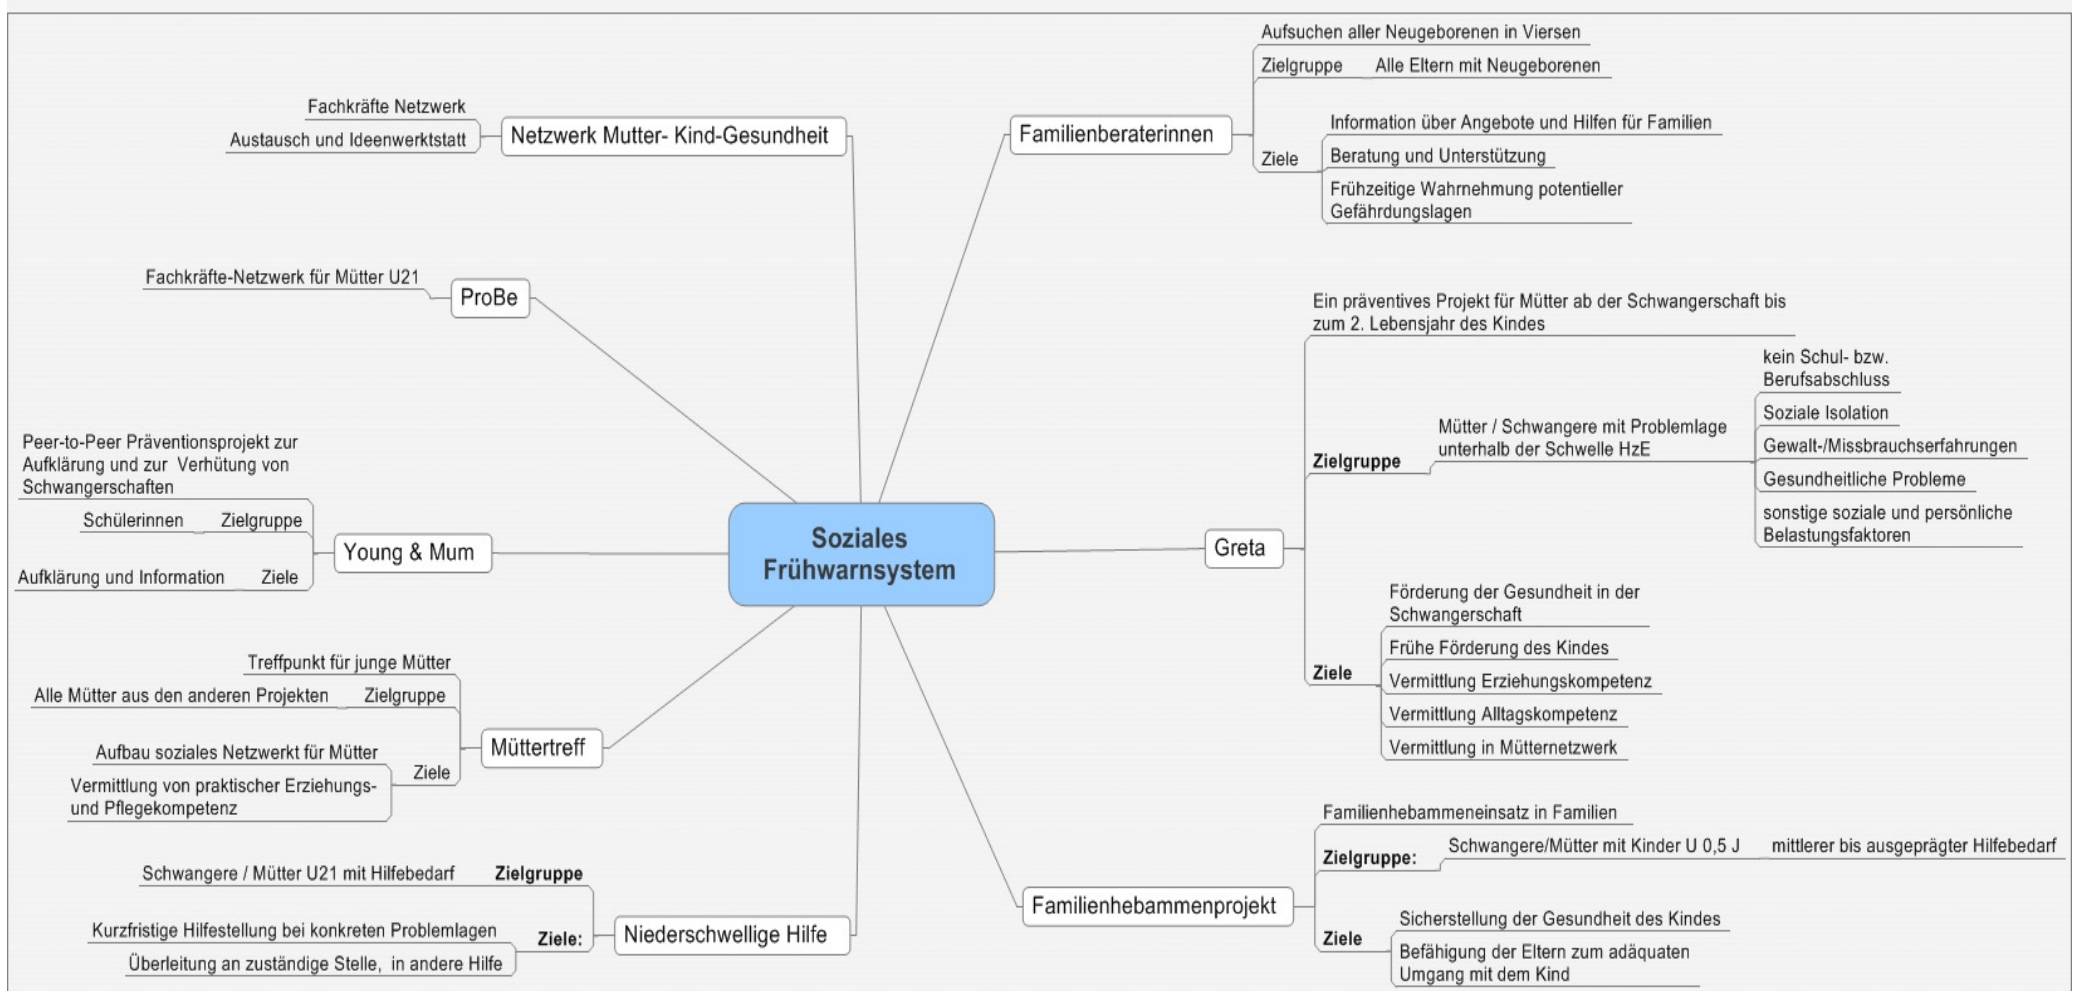 Soziales
Frühwarnsystem
Netzwerk Mutter- Kind-Gesundheit
Fachkräfte Netzwerk
Austausch und Ideenwerktstatt
ProBe
Fachkräfte-Netzwerk für Mütter U21
Young & Mum
Peer-to-Peer Präventionsprojekt zur
Aufklärung und zur Verhütung von
Schwangerschaften
Schülerinnen Zielgruppe
Aufklärung und Information Ziele
Müttertreff
Treffpunkt für junge Mütter
Alle Mütter aus den anderen Projekten Zielgruppe
Aufbau soziales Netzwerkt für Mütter
Ziele
Vermittlung von praktischer Erziehungs-
und Pflegekompetenz
Niederschwellige Hilfe
Schwangere / Mütter U21 mit Hilfebedarf Zielgruppe
Kurzfristige Hilfestellung bei konkreten Problemlagen
Ziele:
Überleitung an zuständige Stelle, in andere Hilfe
Familienberaterinnen
Aufsuchen aller Neugeborenen in Viersen
Zielgruppe Alle Eltern mit Neugeborenen
Ziele
Information über Angebote und Hilfen für Familien
Beratung und Unterstützung
Frühzeitige Wahrnehmung potentieller
Gefährdungslagen
Greta
Ein präventives Projekt für Mütter ab der Schwangerschaft bis
zum 2. Lebensjahr des Kindes
Zielgruppe
Mütter / Schwangere mit Problemlage
unterhalb der Schwelle HzE
kein Schul- bzw.
Berufsabschluss
Soziale Isolation
Gewalt-/Missbrauchserfahrungen
Gesundheitliche Probleme
sonstige soziale und persönliche
Belastungsfaktoren
Ziele
Förderung der Gesundheit in der
Schwangerschaft
Frühe Förderung des Kindes
Vermittlung Erziehungskompetenz
Vermittlung Alltagskompetenz
Vermittlung in Mütternetzwerk
Familienhebammenprojekt
Familienhebammeneinsatz in Familien
Zielgruppe: Schwangere/Mütter mit Kinder U 0,5 J mittlerer bis ausgeprägter Hilfebedarf
Ziele
Sicherstellung der Gesundheit des Kindes
Befähigung der Eltern zum adäquaten
Umgang mit dem Kind